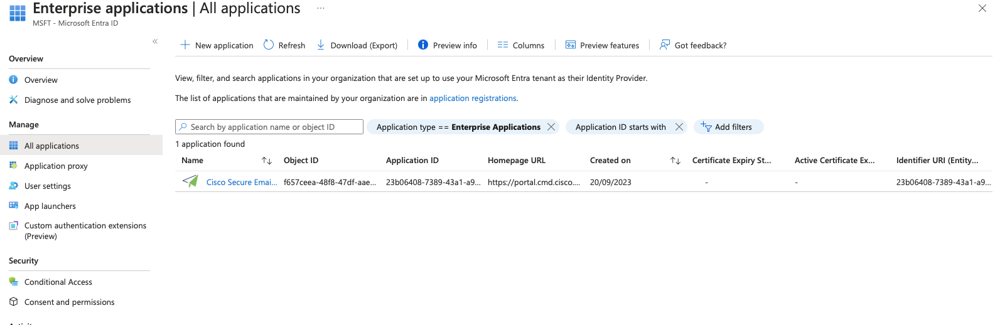 Enterprise applications | All applications ...
MSFT - Microsoft Entra ID
Overview
Overview
Diagnose and solve problems
Manage
All applications
Application proxy
User settings
App launchers
Custom authentication extensions
(Preview)
Security
Conditional Access
Consent and permissions
New application Refresh Download (Export) Preview info Columns Preview features Got feedback?
View, filter, and search applications in your organization that are set up to use your Microsoft Entra tenant as their Identity Provider.
The list of applications that are maintained by your organization are in application registrations.
Search by application name or object ID Application type == Enterprise Applications Application ID starts with Add filters
1 application found
Name Object ID Application ID Homepage URL Created on Certificate Expiry St... Active Certificate Ex... Identifier URI (Entity...
Cisco Secure Emai... f657ceea-48f8-47df-aae... 23b06408-7389-43a1-a9... https://portal.cmd.cisco.... 20/09/2023 - - 23b06408-7389-43a1-a9...